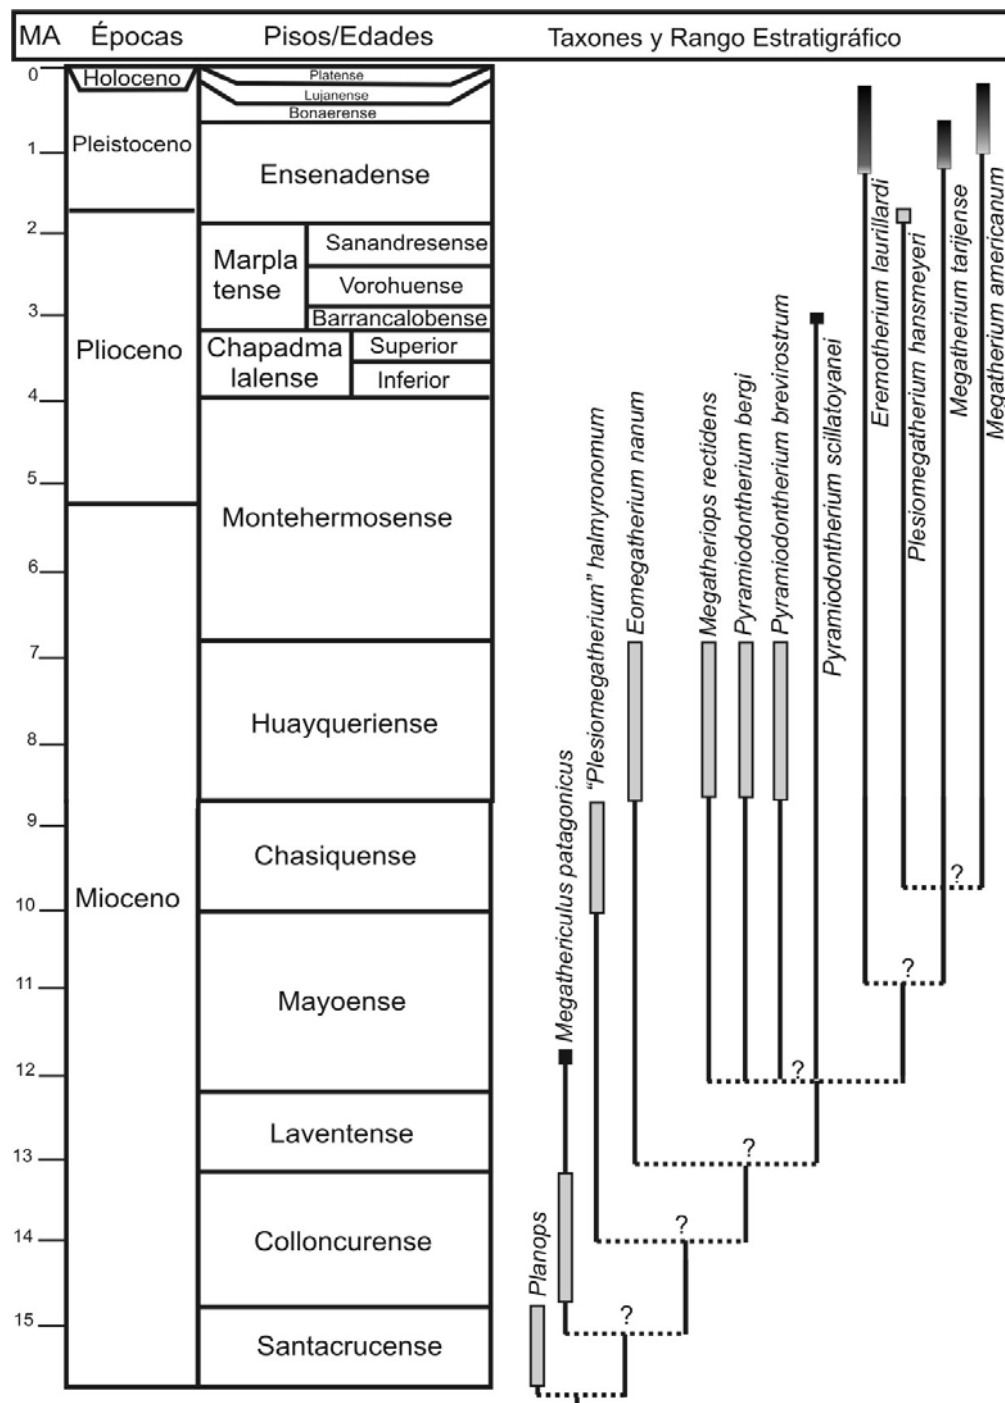 MA Épocas Pisos/Edades Taxones y Rango Estratigráfico
0
1
2
3
4
5
6
7
8
9
10
11
12
13
14
15
Holoceno
Pleistoceno
Plioceno
Mioceno
Platense
Lujanense
Bonaerense
Ensenadense
Marpla
tense
Sanandresense
Vorohuense
Barrancalobense
Chapadma
lalense
Superior
Inferior
Montehermosense
Huayqueriense
Chasiquense
Mayoense
Laventense
Colloncurense
Santacrucense
Planops
Megathericulus patagonicus
"Plesiomegatherium" halmyronomum
Eomegatherium nanum
Megatheriops rectidens
Pyramiodontherium bergi
Pyramiodontherium brevirostrum
Pyramiodontherium scillatoyanei
Eremotherium laurillardi
Plesiomegatherium hansmeyeri
Megatherium tarijense
Megatherium americanum
?
?
?
?
?
?